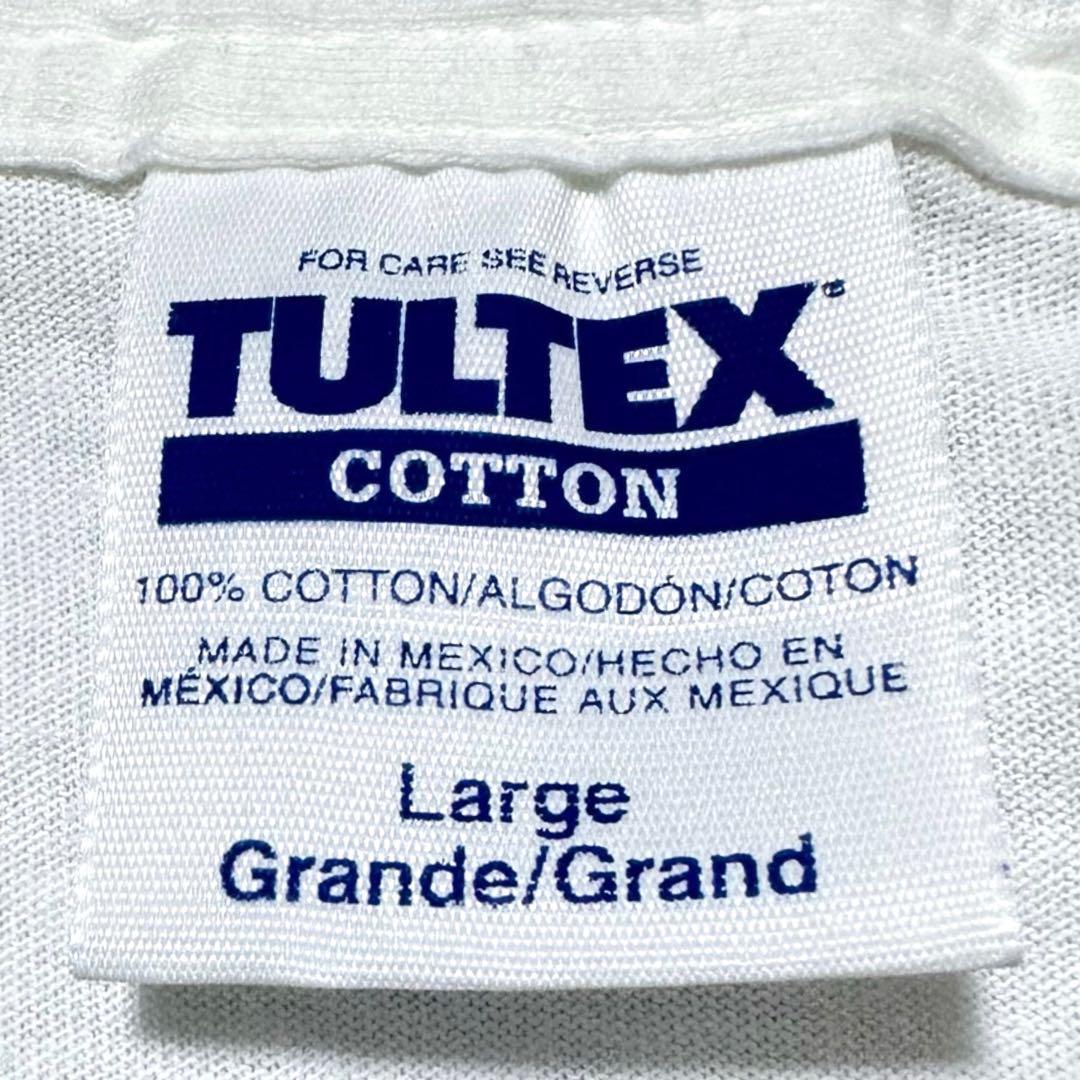 FOR CARE SEE REVERSE
TULTEX®
COTTON
100% COTTON/ALGODÓN/COTON
MADE IN MEXICO/HECHO EN
MÉXICO/FABRIQUE AUX MEXIQUE
Large
Grande/Grand